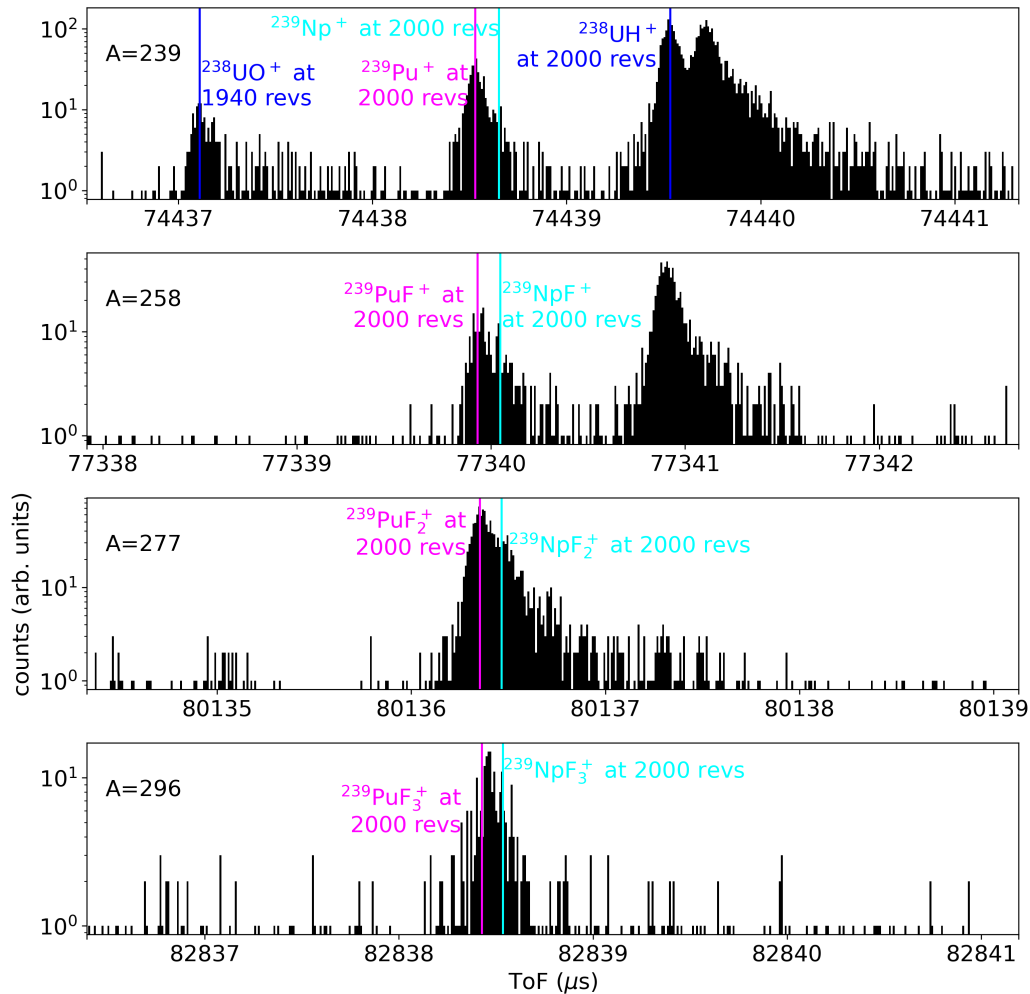 ²³⁹Np⁺ at 2000 revs
A=239
²³⁸UO⁺ at
1940 revs
²³⁹Pu⁺ at
2000 revs
²³⁸UH⁺
at 2000 revs
10² 10¹ 10⁰
74437 74438 74439 74440 74441
A=258
²³⁹PuF⁺ at
2000 revs
²³⁹NpF⁺
at 2000 revs
10¹ 10⁰
77338 77339 77340 77341 77342
A=277
²³⁹PuF₂⁺ at
2000 revs
²³⁹NpF₂⁺ at 2000 revs
10¹ 10⁰
80135 80136 80137 80138 80139
A=296
²³⁹PuF₃⁺ at
2000 revs
²³⁹NpF₃⁺ at 2000 revs
10¹ 10⁰
82837 82838 82839 82840 82841
counts (arb. units)
ToF (μs)